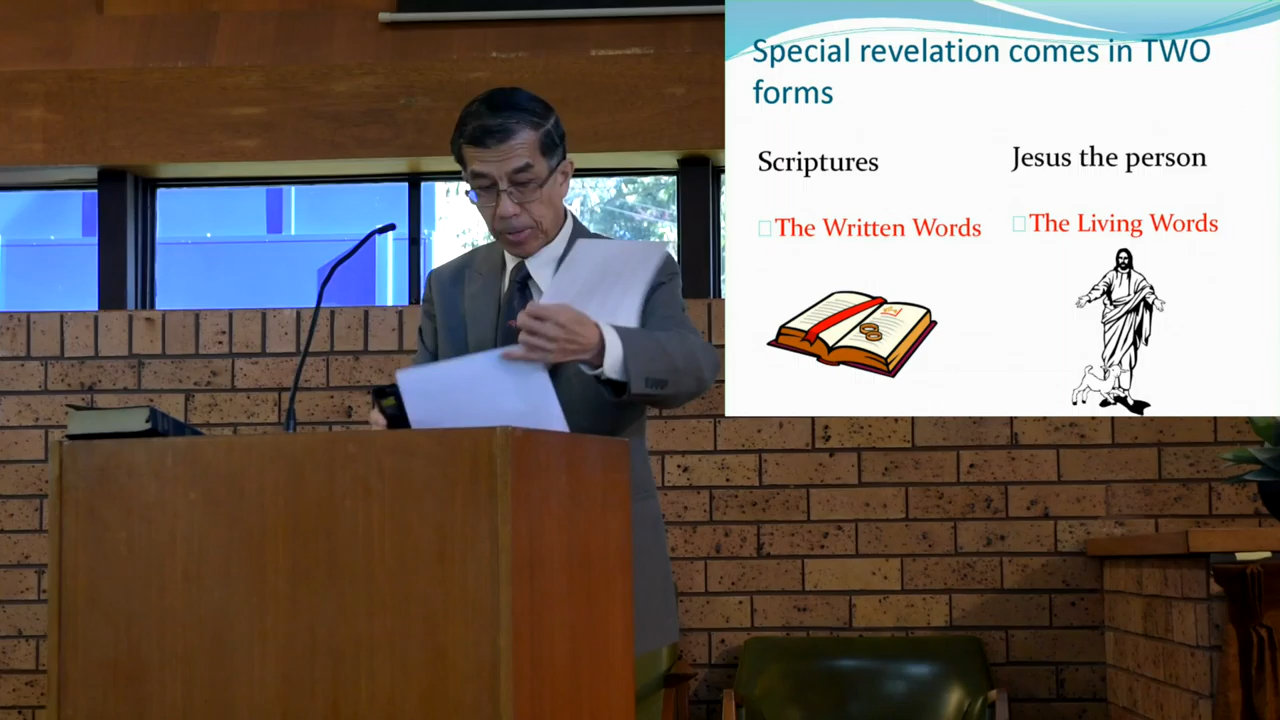 Special revelation comes in TWO
forms
Scriptures
The Written Words
Jesus the person
The Living Words